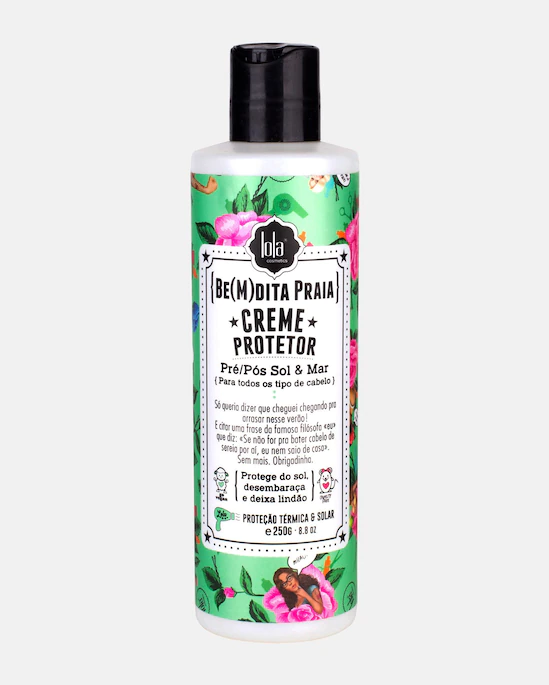 lola
cosmetics
{BE(M)DITA PRAIA}
CREME
PROTETOR
Pré/Pós Sol & Mar
{Para todos os tipo de cabelo}
Só queria dizer que cheguei chegando pra
arrasar nesse verão!
E citar uma frase da famosa filósofa «eu»
que diz: «Se não for pra bater cabelo de
sereia por aí, eu nem saio de casa».
Sem mais. Obrigadinha.
Protege do sol,
desembaraça
e deixa lindão
PROTEÇÃO TÉRMICA & SOLAR
e 250G · 8.8 oz